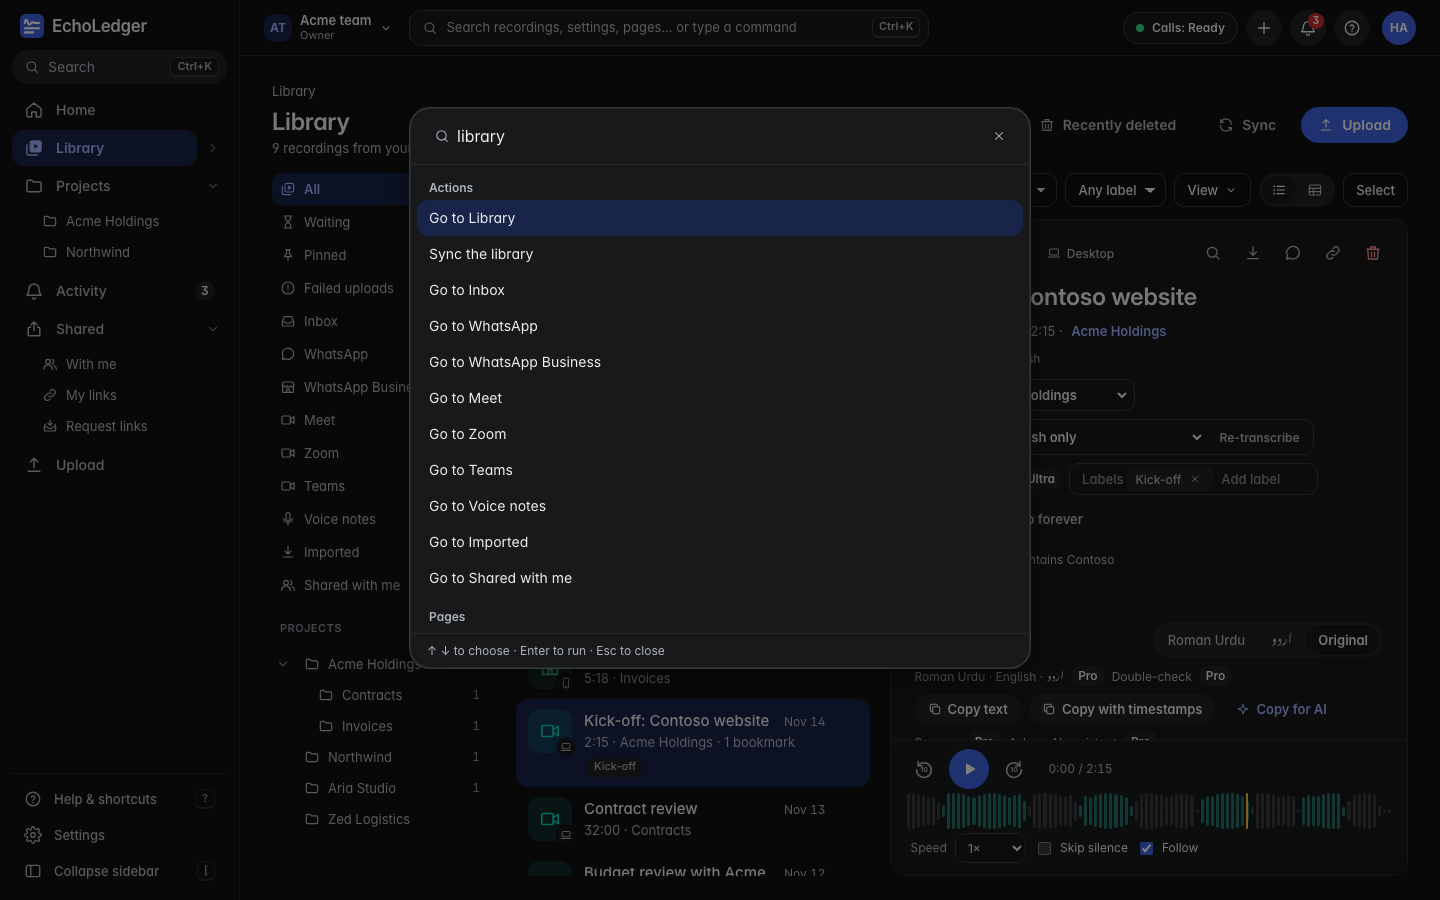 EchoLedger
Search
Ctrl+K
Home
Library
Projects
Acme Holdings
Northwind
Activity
3
Shared
With me
My links
Request links
Upload
Help & shortcuts
?
Settings
Collapse sidebar
[
AT
Acme team
Owner
Search recordings, settings, pages... or type a command
Ctrl+K
Calls: Ready
3
HA
Library
Library
9 recordings from you
Recently deleted
Sync
Upload
All
Waiting
Pinned
Failed uploads
Inbox
WhatsApp
WhatsApp Busine
Meet
Zoom
Teams
Voice notes
Imported
Shared with me
PROJECTS
Acme Holdings
Contracts 1
Invoices 1
Northwind 1
Aria Studio 1
Zed Logistics
library
Actions
Go to Library
Sync the library
Go to Inbox
Go to WhatsApp
Go to WhatsApp Business
Go to Meet
Go to Zoom
Go to Teams
Go to Voice notes
Go to Imported
Go to Shared with me
Pages
↑ ↓ to choose · Enter to run · Esc to close
5:18 · Invoices
Kick-off: Contoso website Nov 14
2:15 · Acme Holdings · 1 bookmark
Kick-off
Contract review Nov 13
32:00 · Contracts
Budget review with Acme Nov 12
Any label
View
Select
Desktop
ontoso website
2:15 · Acme Holdings
sh
oldings
sh only
Re-transcribe
Ultra
Labels Kick-off × Add label
o forever
ntains Contoso
Roman Urdu اردو Original
Roman Urdu · English · اردو Pro Double-check Pro
Copy text Copy with timestamps Copy for AI
10 10 0:00 / 2:15
Speed 1× Skip silence Follow